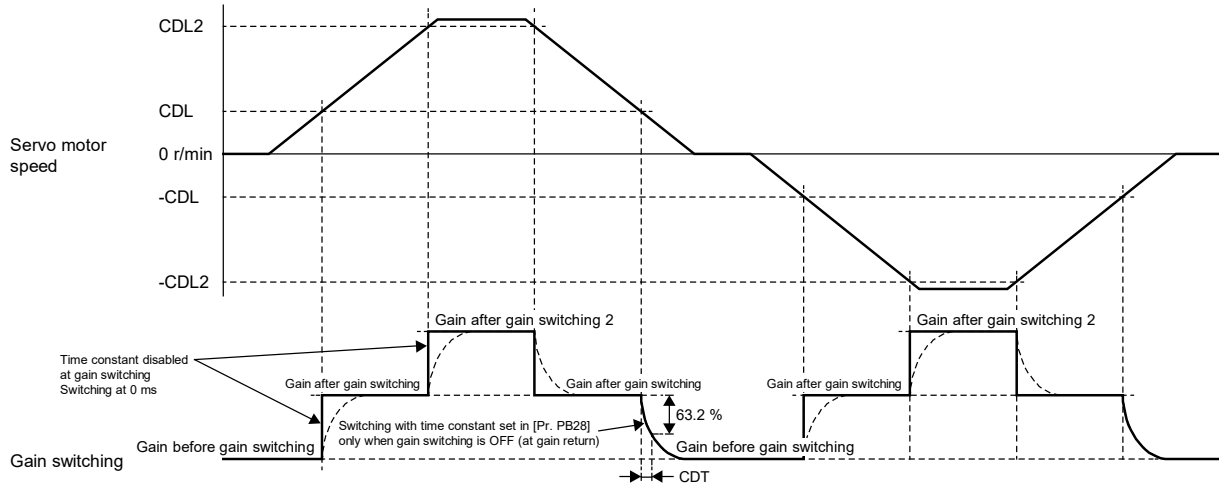 CDL2
CDL
Servo motor
speed
0 r/min
-CDL
-CDL2
Gain after gain switching 2
Gain after gain switching 2
Time constant disabled
at gain switching
Switching at 0 ms
Gain after gain switching
Gain after gain switching
Gain after gain switching
63.2 %
Switching with time constant set in [Pr. PB28]
only when gain switching is OFF (at gain return)
Gain before gain switching
Gain before gain switching
Gain switching
CDT